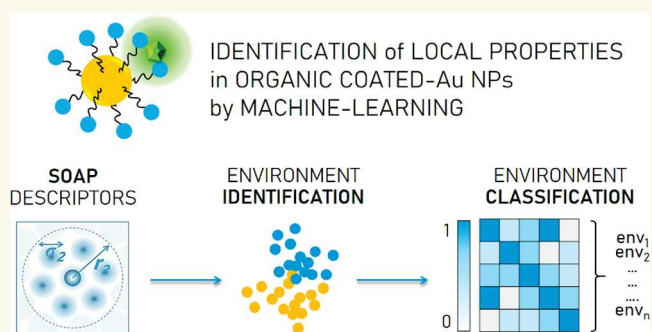 IDENTIFICATION of LOCAL PROPERTIES
in ORGANIC COATED-Au NPs
by MACHINE-LEARNING
SOAP
DESCRIPTORS
σ2
r2
ENVIRONMENT
IDENTIFICATION
ENVIRONMENT
CLASSIFICATION
1
0
env1
env2
...
...
....
envn